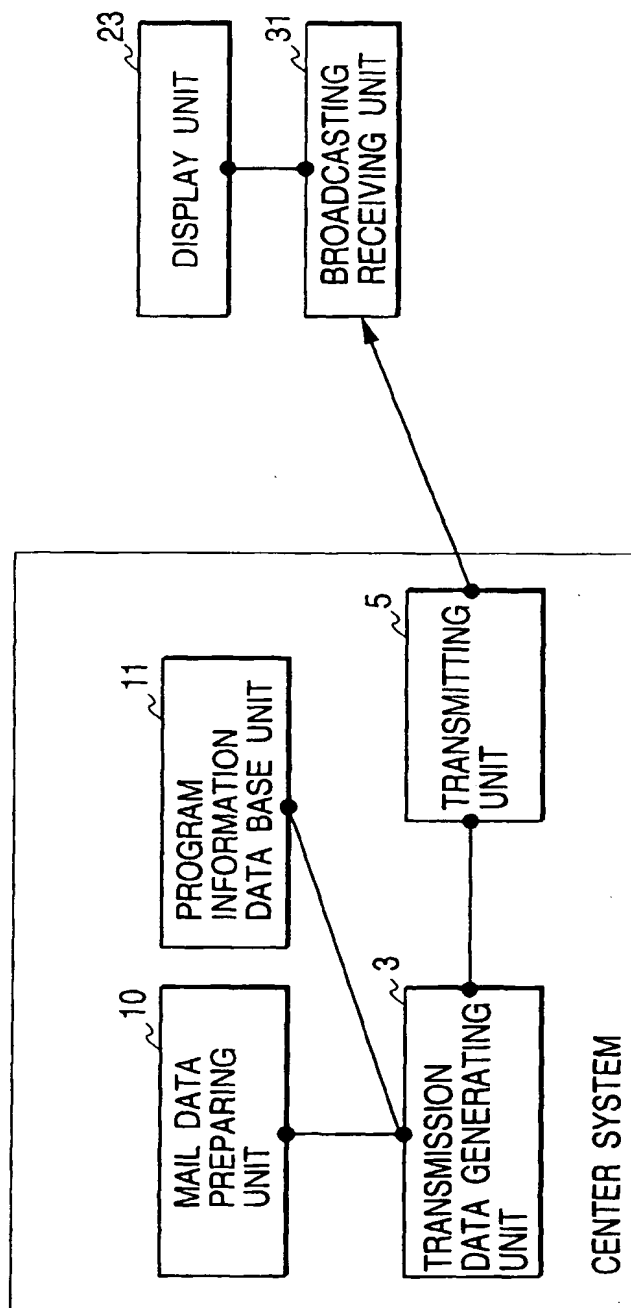 10
MAIL DATA
PREPARING
UNIT
11
PROGRAM
INFORMATION
DATA BASE UNIT
3
TRANSMISSION
DATA GENERATING
UNIT
5
TRANSMITTING
UNIT
CENTER SYSTEM
23
DISPLAY UNIT
31
BROADCASTING
RECEIVING UNIT